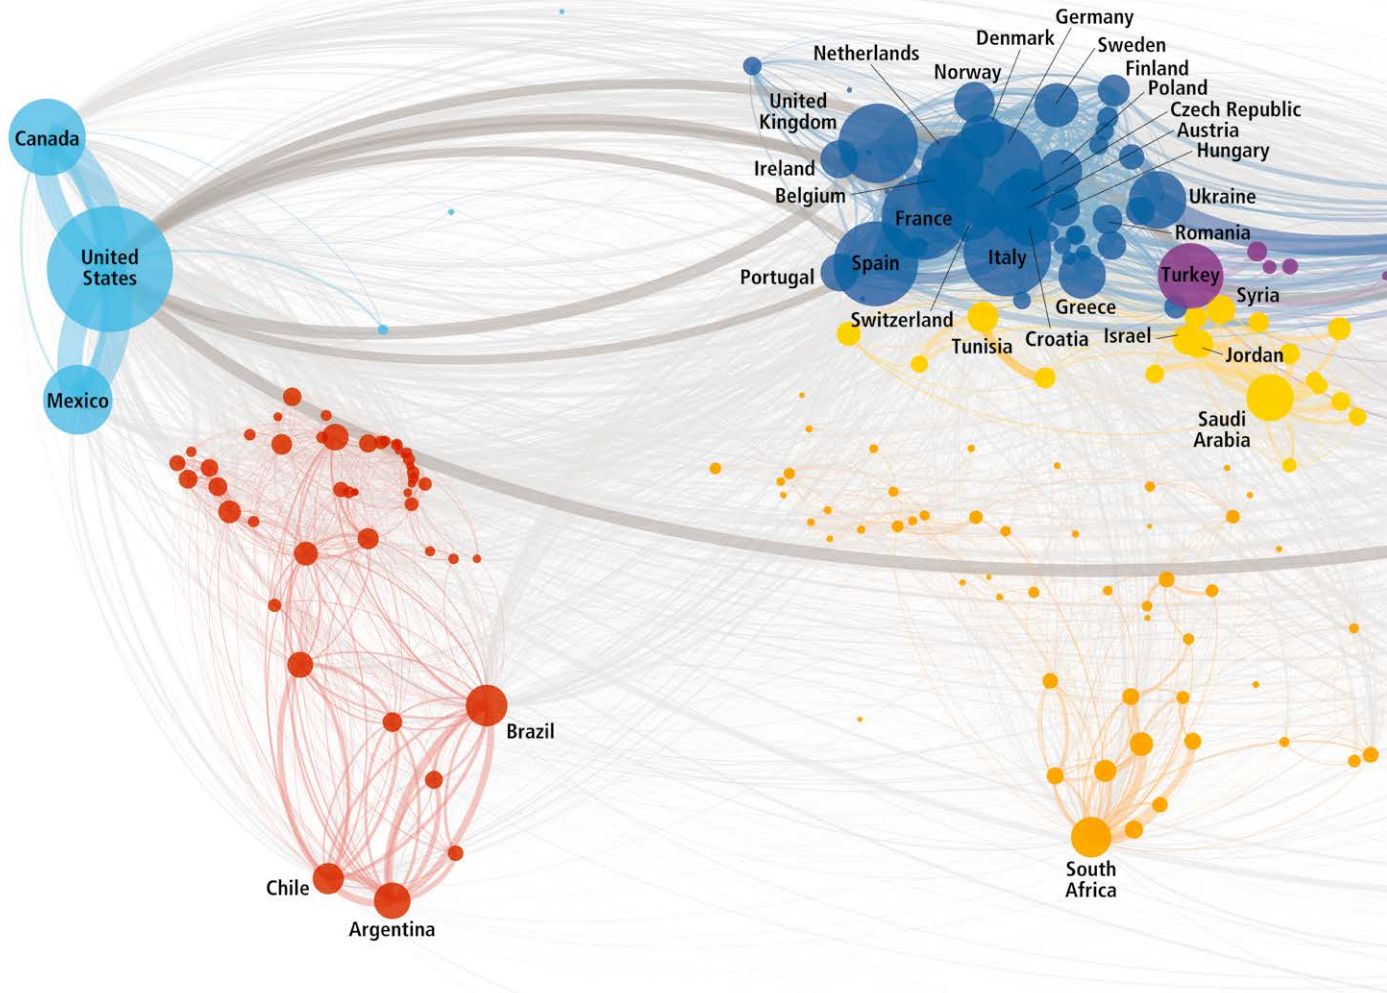 Germany
Denmark
Sweden
Netherlands
Norway
Finland
Poland
United
Kingdom
Czech Republic
Austria
Canada
Hungary
Ireland
Belgium
Ukraine
France
Romania
United
States
Portugal
Spain
Italy
Turkey
Syria
Greece
Switzerland
Tunisia
Croatia
Israel
Jordan
Mexico
Saudi
Arabia
Brazil
South
Africa
Chile
Argentina